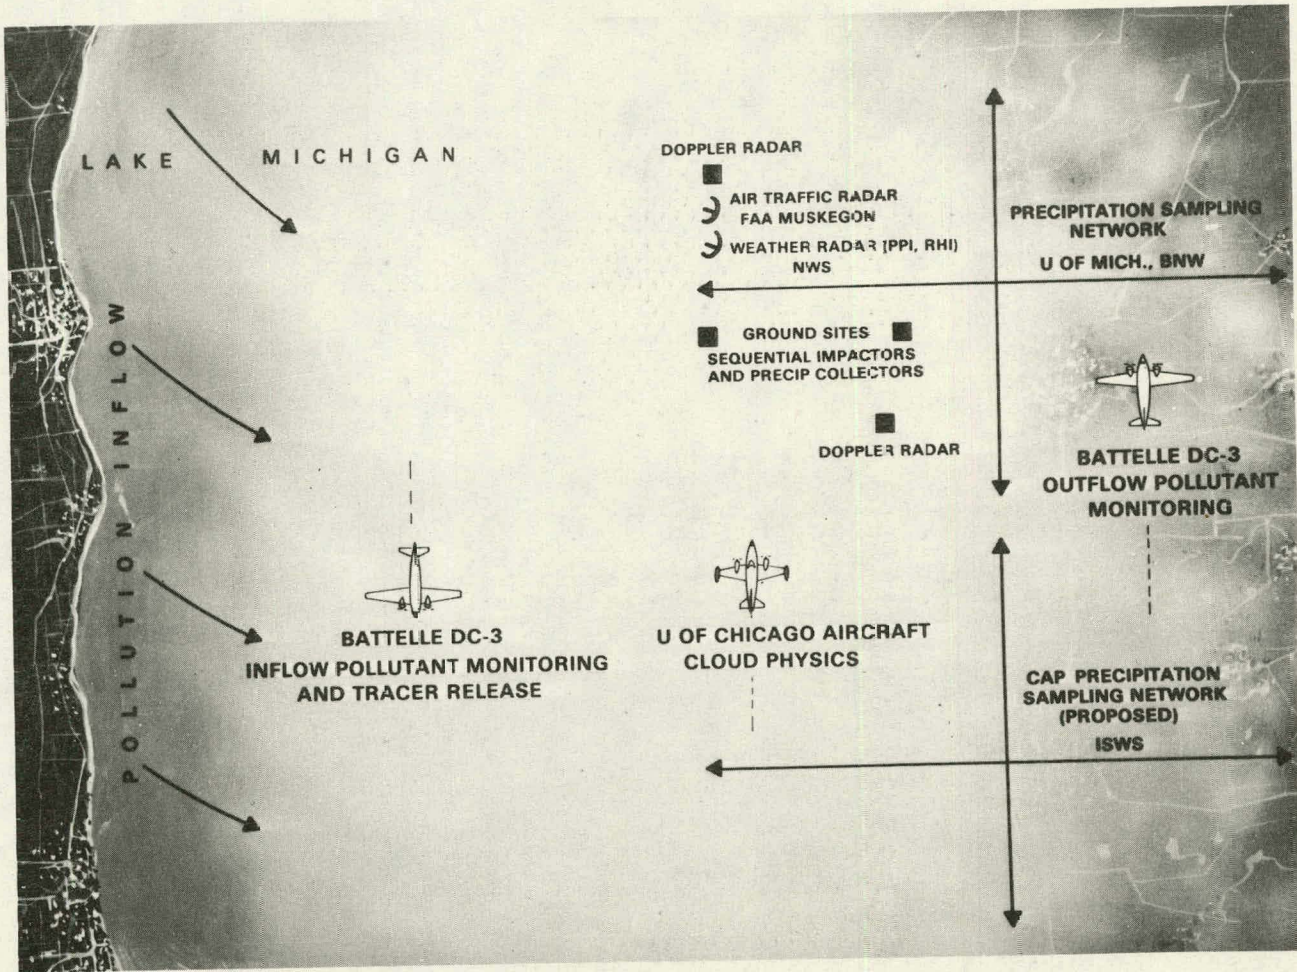 LAKE MICHIGAN
POLLUTION INFLOW
DOPPLER RADAR
AIR TRAFFIC RADAR
FAA MUSKEGON
WEATHER RADAR (PPI, RHI)
NWS
PRECIPITATION SAMPLING
NETWORK
U OF MICH., BNW
GROUND SITES
SEQUENTIAL IMPACTORS
AND PRECIP COLLECTORS
DOPPLER RADAR
BATTELLE DC-3
OUTFLOW POLLUTANT
MONITORING
BATTELLE DC-3
INFLOW POLLUTANT MONITORING
AND TRACER RELEASE
U OF CHICAGO AIRCRAFT
CLOUD PHYSICS
CAP PRECIPITATION
SAMPLING NETWORK
(PROPOSED)
ISWS